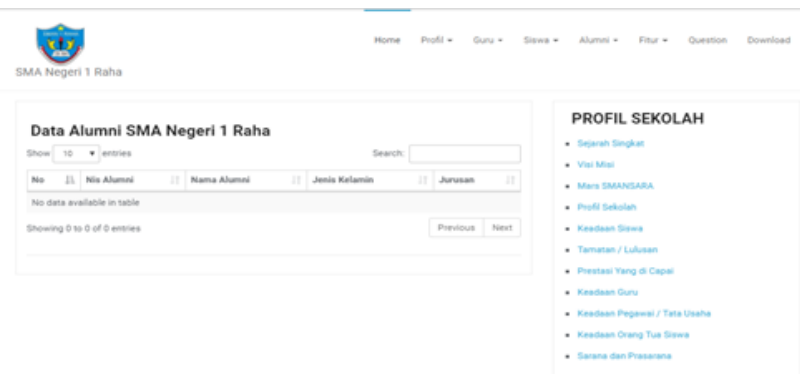 SMA Negeri 1 Raha
Home Profil Guru Siswa Alumni Fitur Question Download
Data Alumni SMA Negeri 1 Raha
Show 10 entries Search:
No Nis Alumni Nama Alumni Jenis Kelamin Jurusan
No data available in table
Showing 0 to 0 of 0 entries Previous Next
PROFIL SEKOLAH
Sejarah Singkat
Visi Misi
Mars SMANSARA
Profil Sekolah
Keadaan Siswa
Tamatan / Lulusan
Prestasi Yang di Capai
Keadaan Guru
Keadaan Pegawai / Tata Usaha
Keadaan Orang Tua Siswa
Sarana dan Prasarana